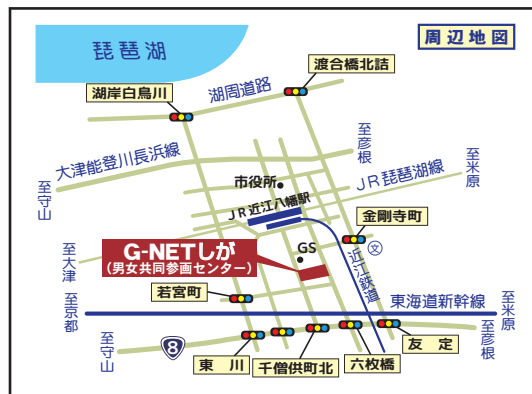 周辺地図
琵琶湖
渡合橋北詰
湖岸白鳥川
湖周道路
大津能登川長浜線
至彦根
至守山
市役所
JR近江八幡駅
JR琵琶湖線
至米原
金剛寺町
文
G-NETしが
(男女共同参画センター)
GS
近江鉄道
至大津
若宮町
至京都
東海道新幹線
至米原
至守山
8
東川
千僧供町北
六枚橋
友定
至彦根